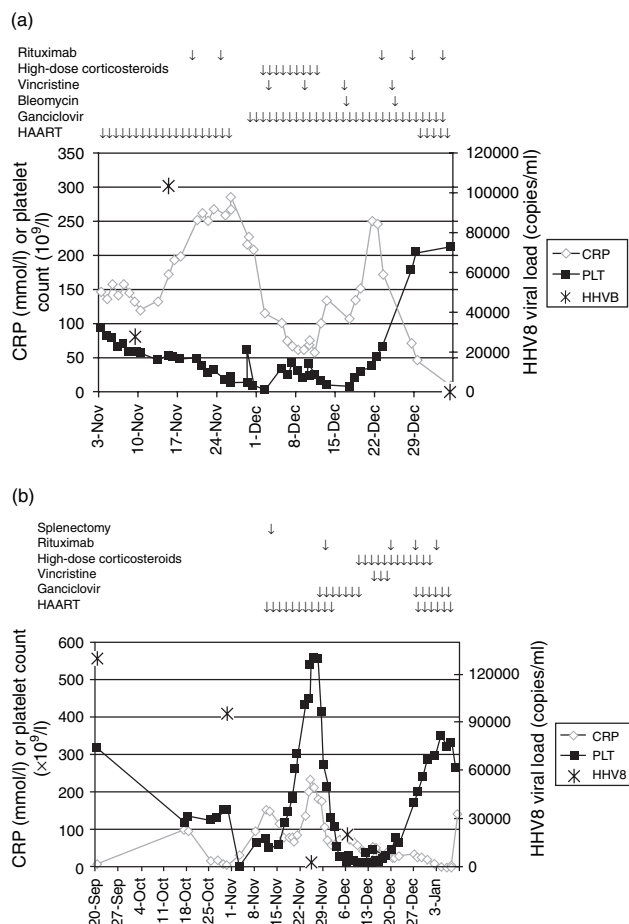 (a)
Rituximab
High-dose corticosteroids
Vincristine
Bleomycin
Ganciclovir
HAART
350
300
250
200
150
100
50
0
120000
100000
80000
60000
40000
20000
0
CRP (mmol/l) or platelet
count (10⁹/l)
HHV8 viral load (copies/ml)
CRP
PLT
HHVB
3-Nov
10-Nov
17-Nov
24-Nov
1-Dec
8-Dec
15-Dec
22-Dec
29-Dec
(b)
Splenectomy
Rituximab
High-dose corticosteroids
Vincristine
Ganciclovir
HAART
600
500
400
300
200
100
0
120000
90000
60000
30000
0
CRP (mmol/l) or platelet count
(×10⁹/l)
HHV8 viral load (copies/ml)
CRP
PLT
HHV8
20-Sep
27-Sep
4-Oct
11-Oct
18-Oct
25-Oct
1-Nov
8-Nov
15-Nov
22-Nov
29-Nov
6-Dec
13-Dec
20-Dec
27-Dec
3-Jan